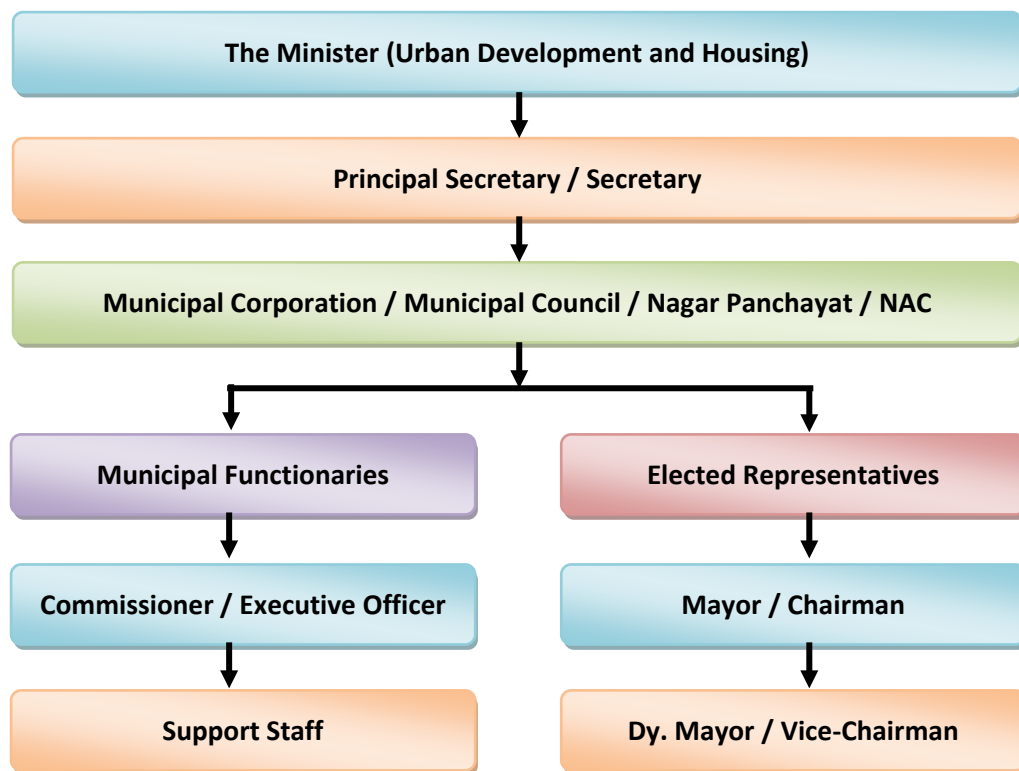 The Minister (Urban Development and Housing)
Principal Secretary / Secretary
Municipal Corporation / Municipal Council / Nagar Panchayat / NAC
Municipal Functionaries
Elected Representatives
Commissioner / Executive Officer
Mayor / Chairman
Support Staff
Dy. Mayor / Vice-Chairman